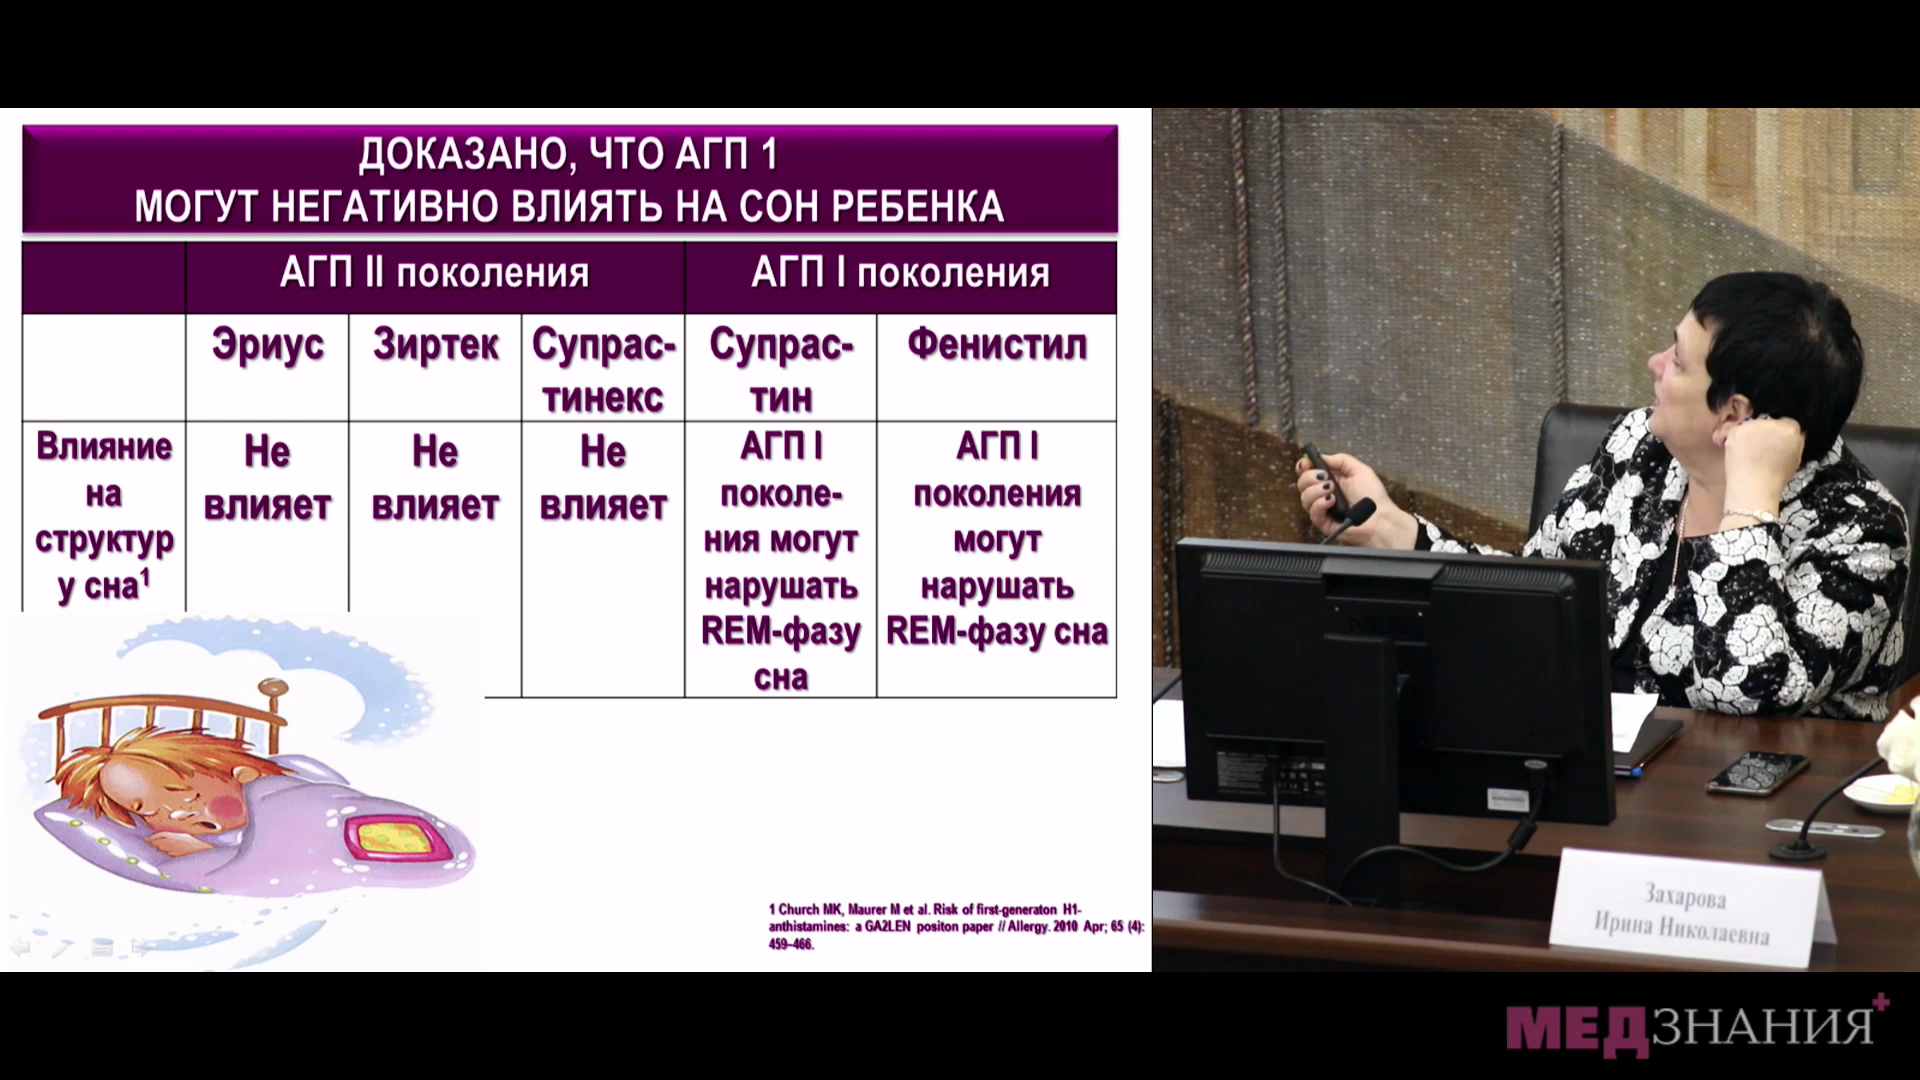 ДОКАЗАНО, ЧТО АГП 1
МОГУТ НЕГАТИВНО ВЛИЯТЬ НА СОН РЕБЕНКА
АГП II поколения
АГП I поколения
Эриус
Зиртек
Супрас-
тинекс
Супрас-
тин
Фенистил
Влияние
на
структур
у сна1
Не
влияет
Не
влияет
Не
влияет
АГП I
поколе-
ния могут
нарушать
REM-фазу
сна
АГП I
поколения
могут
нарушать
REM-фазу сна
1 Church MK, Maurer M et al. Risk of first-generaton H1-
anthistamines: a GA2LEN positon paper // Allergy. 2010 Apr; 65 (4):
459–466.
Захарова
Ирина Николаевна
МЕДЗНАНИЯ+